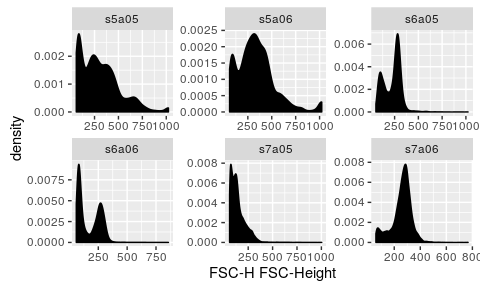 s5a05 s5a06 s6a05
0.002 0.001 0.000
0.0025 0.0020 0.0015 0.0010 0.0005 0.0000
0.006 0.004 0.002 0.000
250 500 750 1000 250 500 750 1000 250 500 750 1000
density
s6a06 s7a05 s7a06
0.0075 0.0050 0.0025 0.0000
0.008 0.006 0.004 0.002 0.000
0.008 0.006 0.004 0.002 0.000
250 500 750 250 500 750 1000 200 400 600 800
FSC-H FSC-Height